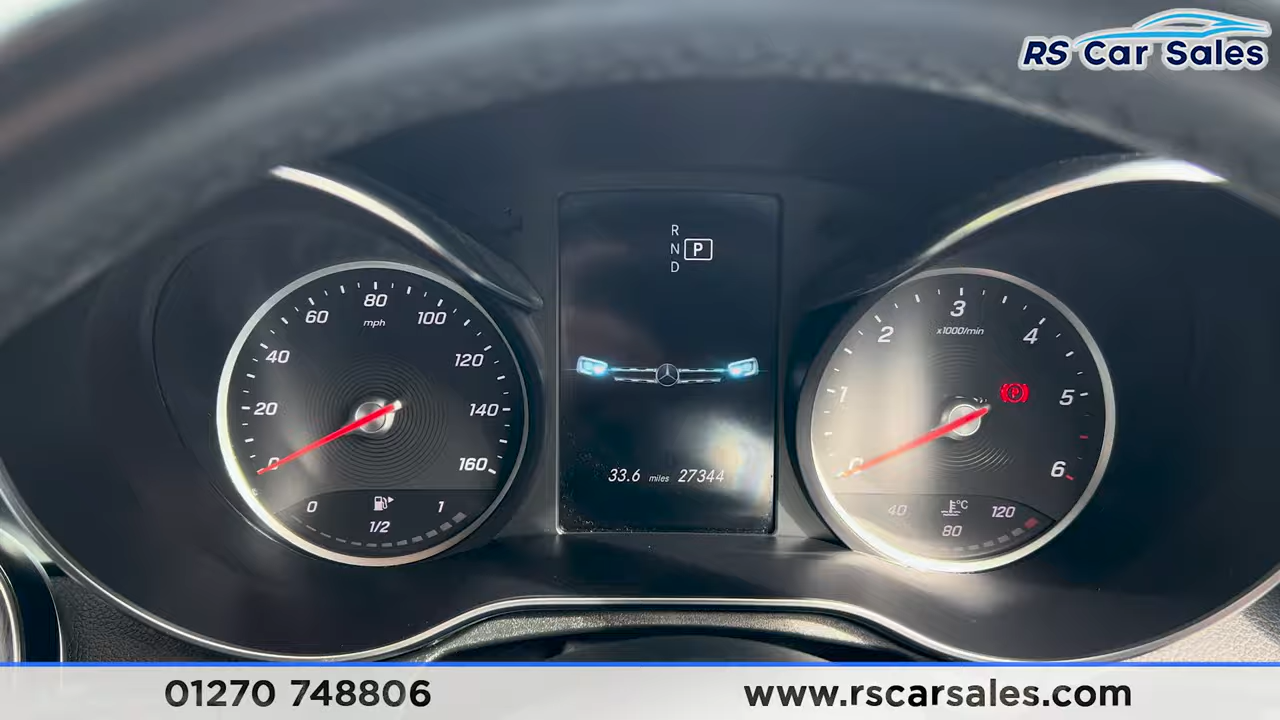 RS Car Sales
R
N P
D
0 20 40 60 80 100 120 140 160
mph
0 1/2 1
33.6 miles 27344
0 1 2 3 4 5 6
x1000/min
P
40 80 120
°C
01270 748806
www.rscarsales.com